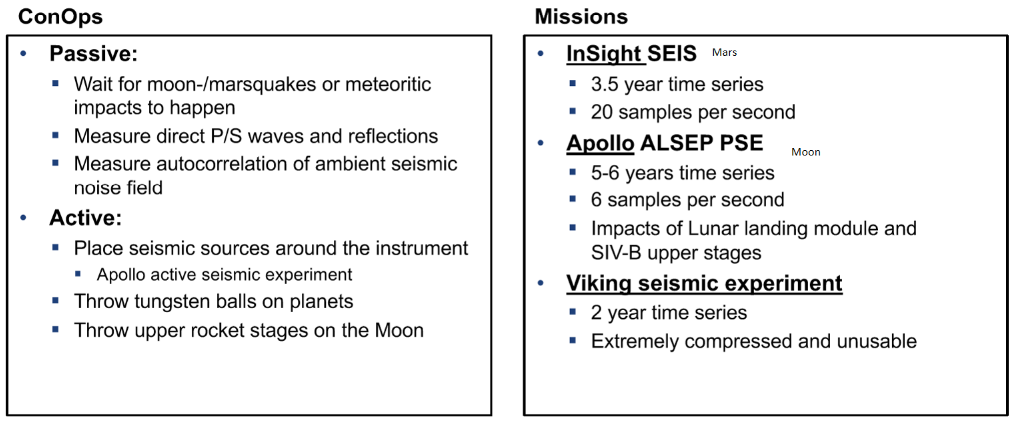 ConOps
• Passive:
▪ Wait for moon-/marsquakes or meteoritic
impacts to happen
▪ Measure direct P/S waves and reflections
▪ Measure autocorrelation of ambient seismic
noise field
• Active:
▪ Place seismic sources around the instrument
▪ Apollo active seismic experiment
▪ Throw tungsten balls on planets
▪ Throw upper rocket stages on the Moon
Missions
• InSight SEIS Mars
▪ 3.5 year time series
▪ 20 samples per second
• Apollo ALSEP PSE Moon
▪ 5-6 years time series
▪ 6 samples per second
▪ Impacts of Lunar landing module and
SIV-B upper stages
• Viking seismic experiment
▪ 2 year time series
▪ Extremely compressed and unusable